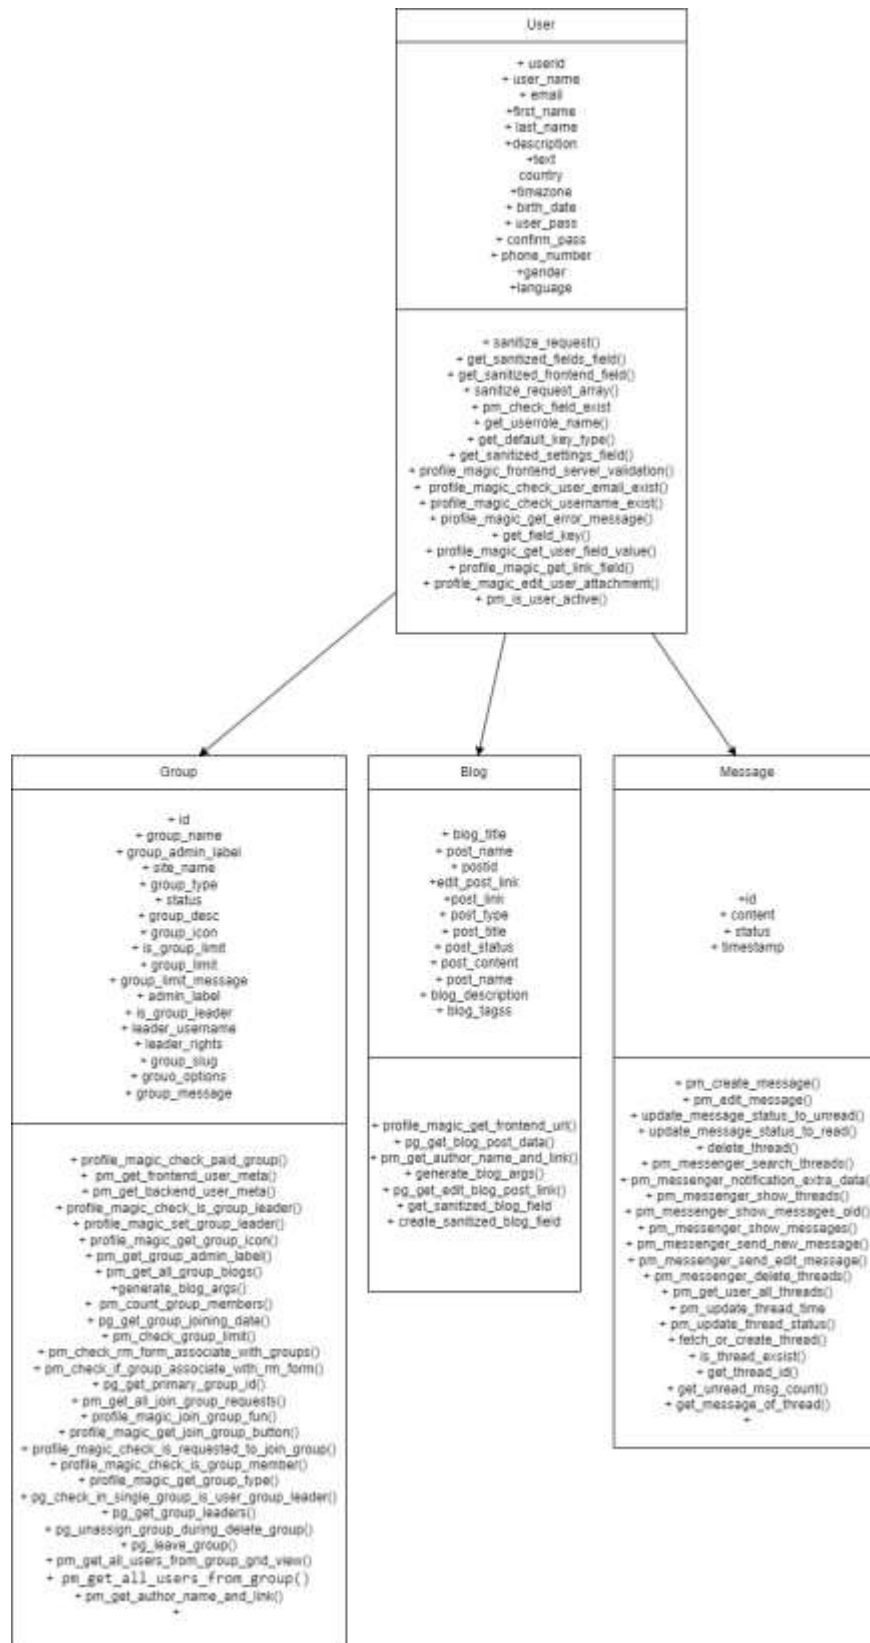 User
+ userid
+ user_name
+ email
+first_name
+ last_name
+description
+text
country
+timezone
+ birth_date
+ user_pass
+ confirm_pass
+ phone_number
+gender
+language
+ sanitize_request()
+ get_sanitized_fields_field()
+ get_sanitized_frontend_field()
+ sanitize_request_array()
+ pm_check_field_exist
+ get_userrole_name()
+ get_default_key_type()
+ get_sanitized_settings_field()
+ profile_magic_frontend_server_validation()
+ profile_magic_check_user_email_exist()
+ profile_magic_check_username_exist()
+ profile_magic_get_error_message()
+ get_field_key()
+ profile_magic_get_user_field_value()
+ profile_magic_get_link_field()
+ profile_magic_edit_user_attachment()
+ pm_is_user_active()
Group
+ id
+ group_name
+ group_admin_label
+ site_name
+ group_type
+ status
+ group_desc
+ group_icon
+ is_group_limit
+ group_limit
+ group_limit_message
+ admin_label
+ is_group_leader
+ leader_username
+ leader_rights
+ group_slug
+ grouo_options
+ group_message
+ profile_magic_check_paid_group()
+ pm_get_frontend_user_meta()
+ pm_get_backend_user_meta()
+ profile_magic_check_is_group_leader()
+ profile_magic_set_group_leader()
+ profile_magic_get_group_icon()
+ pm_get_group_admin_label()
+ pm_get_all_group_blogs()
+generate_blog_args()
+ pm_count_group_members()
+ pg_get_group_joining_date()
+ pm_check_group_limit()
+ pm_check_rm_form_associate_with_groups()
+ pm_check_if_group_associate_with_rm_form()
+ pg_get_primary_group_id()
+ pm_get_all_join_group_requests()
+ profile_magic_join_group_fun()
+ profile_magic_get_join_group_button()
+ profile_magic_check_is_requested_to_join_group()
+ profile_magic_check_is_group_member()
+ profile_magic_get_group_type()
+ pg_check_in_single_group_is_user_group_leader()
+ pg_get_group_leaders()
+ pg_unassign_group_during_delete_group()
+ pg_leave_group()
+ pm_get_all_users_from_group_grid_view()
+ pm_get_all_users_from_group()
+ pm_get_author_name_and_link()
+
Blog
+ blog_title
+ post_name
+ postid
+edit_post_link
+post_link
+ post_type
+ post_title
+ post_status
+ post_content
+ post_name
+ blog_description
+ blog_tagss
+ profile_magic_get_frontend_url()
+ pg_get_blog_post_data()
+ pm_get_author_name_and_link()
+ generate_blog_args()
+ pg_get_edit_blog_post_link()
+ get_sanitized_blog_field
+ create_sanitized_blog_field
Message
+id
+ content
+ status
+ timestamp
+ pm_create_message()
+ pm_edit_message()
+ update_message_status_to_unread()
+ update_message_status_to_read()
+ delete_thread()
+ pm_messenger_search_threads()
+ pm_messenger_notification_extra_data()
+ pm_messenger_show_threads()
+ pm_messenger_show_messages_old()
+ pm_messenger_show_messages()
+ pm_messenger_send_new_message()
+ pm_messenger_send_edit_message()
+ pm_messenger_delete_threads()
+ pm_get_user_all_threads()
+ pm_update_thread_time
+ pm_update_thread_status()
+ fetch_or_create_thread()
+ is_thread_exsist()
+ get_thread_id()
+ get_unread_msg_count()
+ get_message_of_thread()
+